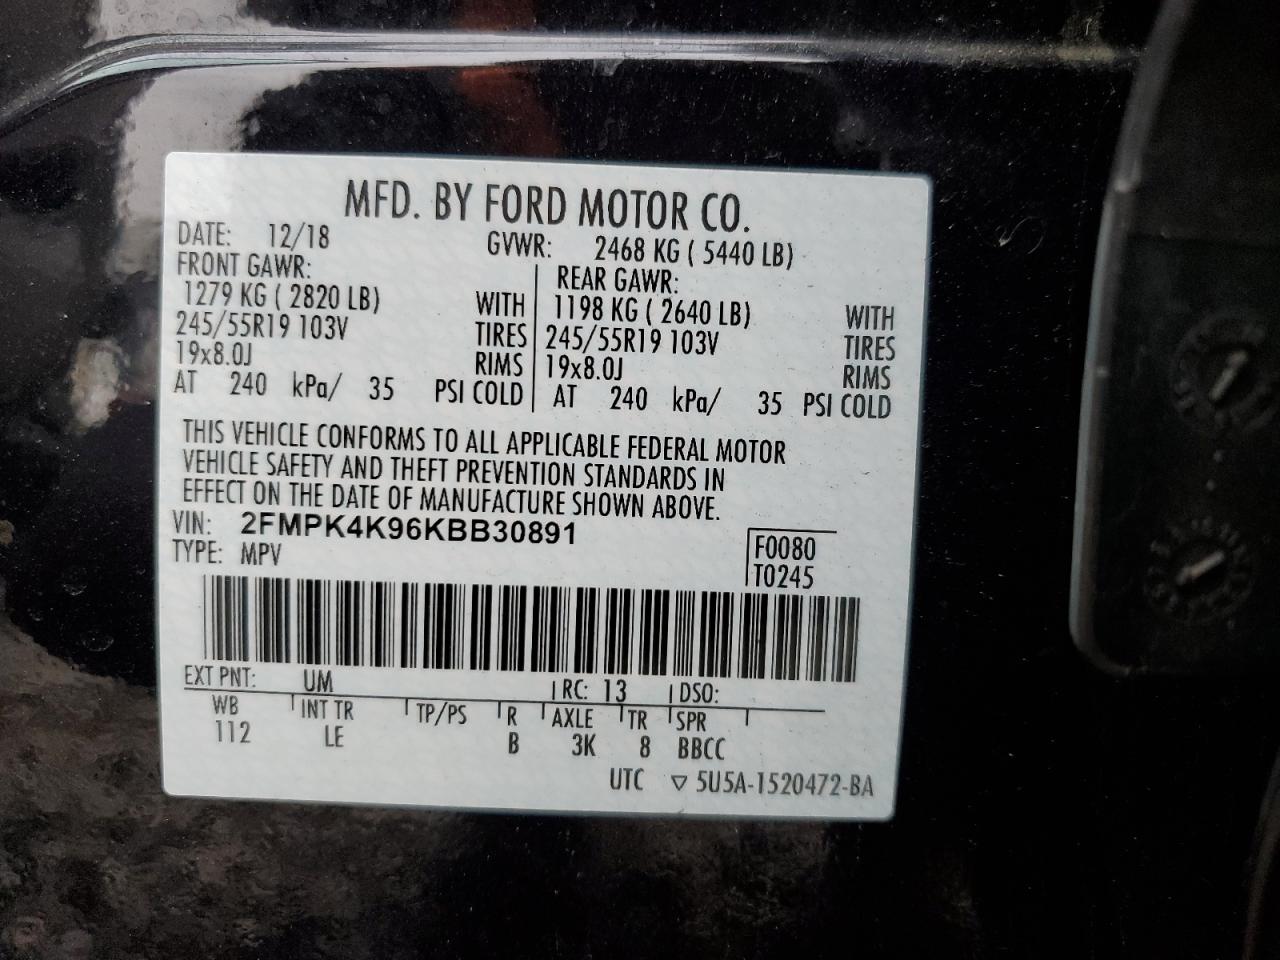 MFD. BY FORD MOTOR CO.
DATE: 12/18 GVWR: 2468 KG ( 5440 LB)
FRONT GAWR: REAR GAWR:
1279 KG ( 2820 LB) WITH 1198 KG ( 2640 LB) WITH
245/55R19 103V TIRES 245/55R19 103V TIRES
19x8.0J RIMS 19x8.0J RIMS
AT 240 kPa/ 35 PSI COLD AT 240 kPa/ 35 PSI COLD
THIS VEHICLE CONFORMS TO ALL APPLICABLE FEDERAL MOTOR
VEHICLE SAFETY AND THEFT PREVENTION STANDARDS IN
EFFECT ON THE DATE OF MANUFACTURE SHOWN ABOVE.
VIN: 2FMPK4K96KBB30891
TYPE: MPV
F0080
T0245
EXT PNT: UM RC: 13 DSO:
WB INT TR TP/PS R AXLE TR SPR
112 LE B 3K 8 BBCC
UTC ▽ 5U5A-1520472-BA